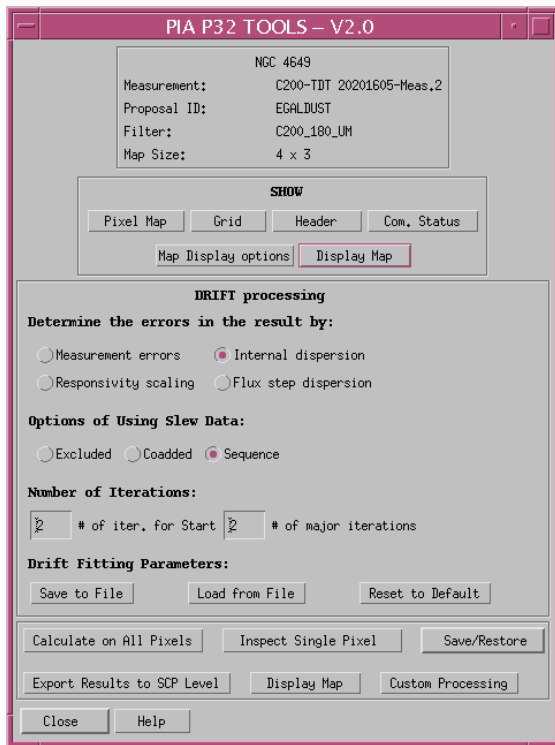 PIA P32 TOOLS – V2.0
NGC 4649
Measurement: C200-TDT 20201605-Meas.2
Proposal ID: EGALDUST
Filter: C200_180_UM
Map Size: 4 x 3
SHOW
Pixel Map Grid Header Com. Status
Map Display options Display Map
DRIFT processing
Determine the errors in the result by:
Measurement errors Internal dispersion
Responsivity scaling Flux step dispersion
Options of Using Slew Data:
Excluded Coadded Sequence
Number of Iterations:
2 # of iter. for Start 2 # of major iterations
Drift Fitting Parameters:
Save to File Load from File Reset to Default
Calculate on All Pixels Inspect Single Pixel Save/Restore
Export Results to SCP Level Display Map Custom Processing
Close Help